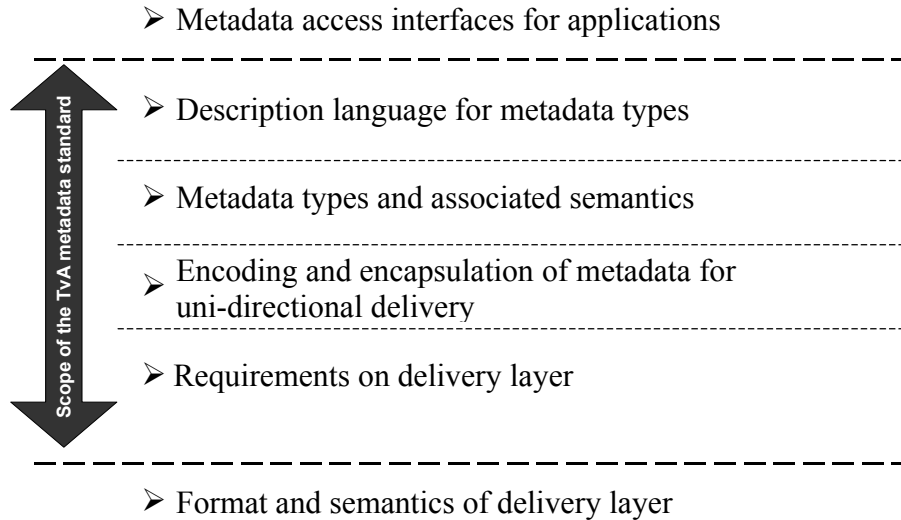 ➢ Metadata access interfaces for applications
Scope of the TvA metadata standard
➢ Description language for metadata types
➢ Metadata types and associated semantics
➢ Encoding and encapsulation of metadata for
uni-directional delivery
➢ Requirements on delivery layer
➢ Format and semantics of delivery layer